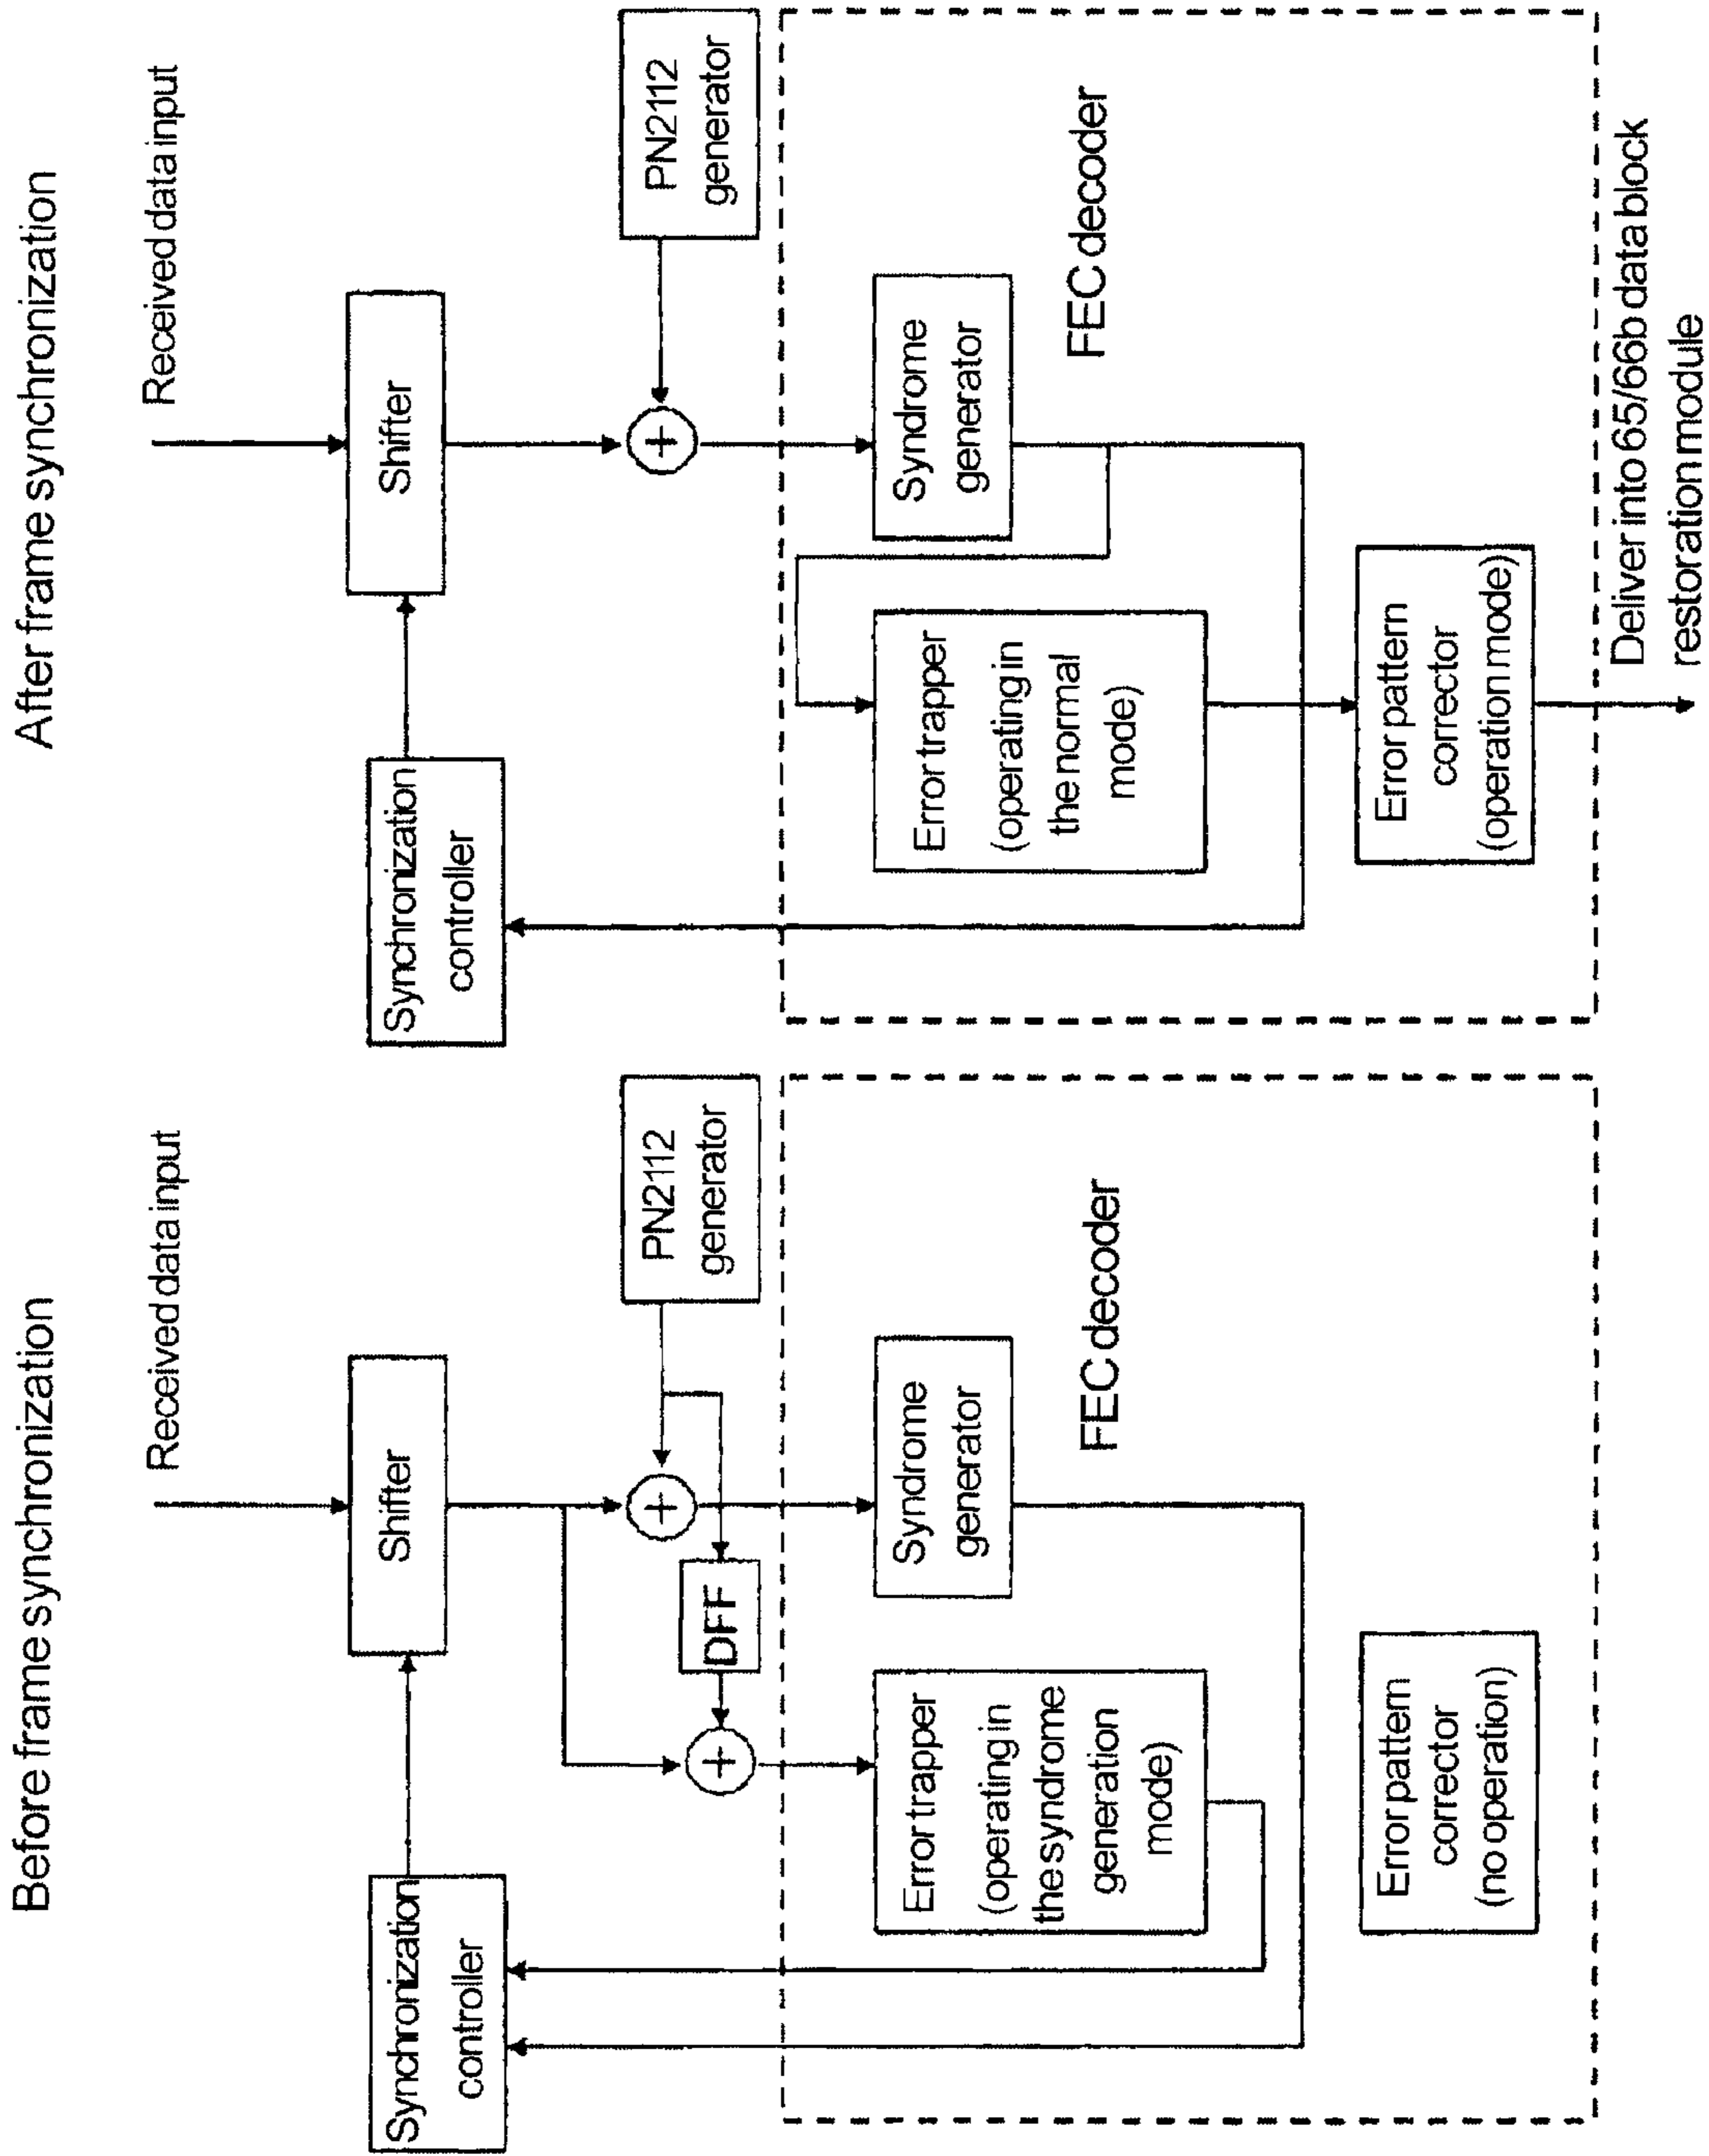 Before frame synchronization
Received data input
Shifter
Synchronization
controller
PN2112
generator
DFF
FEC decoder
Syndrome
generator
Error trapper
(operating in
the syndrome
generation
mode)
Error pattern
corrector
(no operation)
After frame synchronization
Received data input
Shifter
Synchronization
controller
PN2112
generator
FEC decoder
Syndrome
generator
Error trapper
(operating in
the normal
mode)
Error pattern
corrector
(operation mode)
Deliver into 65/66b data block
restoration module